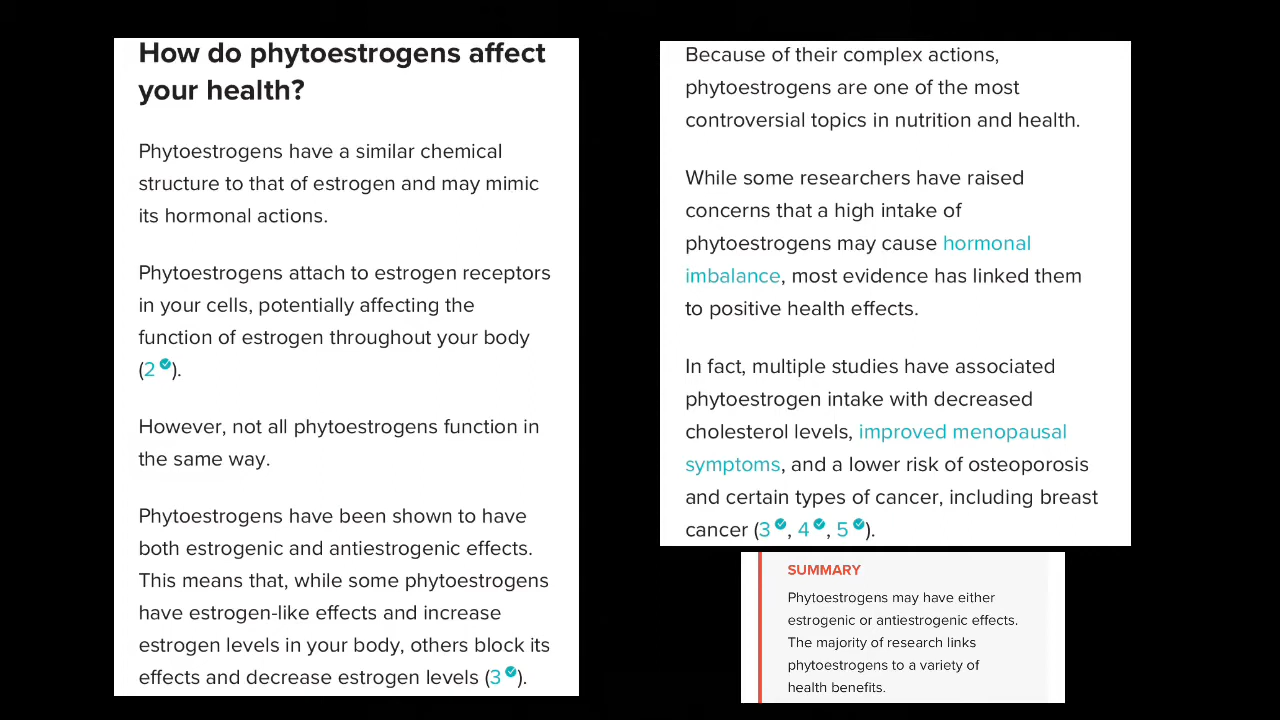 How do phytoestrogens affect
your health?
Phytoestrogens have a similar chemical
structure to that of estrogen and may mimic
its hormonal actions.
Phytoestrogens attach to estrogen receptors
in your cells, potentially affecting the
function of estrogen throughout your body
(2).
However, not all phytoestrogens function in
the same way.
Phytoestrogens have been shown to have
both estrogenic and antiestrogenic effects.
This means that, while some phytoestrogens
have estrogen-like effects and increase
estrogen levels in your body, others block its
effects and decrease estrogen levels (3).
Because of their complex actions,
phytoestrogens are one of the most
controversial topics in nutrition and health.
While some researchers have raised
concerns that a high intake of
phytoestrogens may cause hormonal
imbalance, most evidence has linked them
to positive health effects.
In fact, multiple studies have associated
phytoestrogen intake with decreased
cholesterol levels, improved menopausal
symptoms, and a lower risk of osteoporosis
and certain types of cancer, including breast
cancer (3, 4, 5).
SUMMARY
Phytoestrogens may have either
estrogenic or antiestrogenic effects.
The majority of research links
phytoestrogens to a variety of
health benefits.